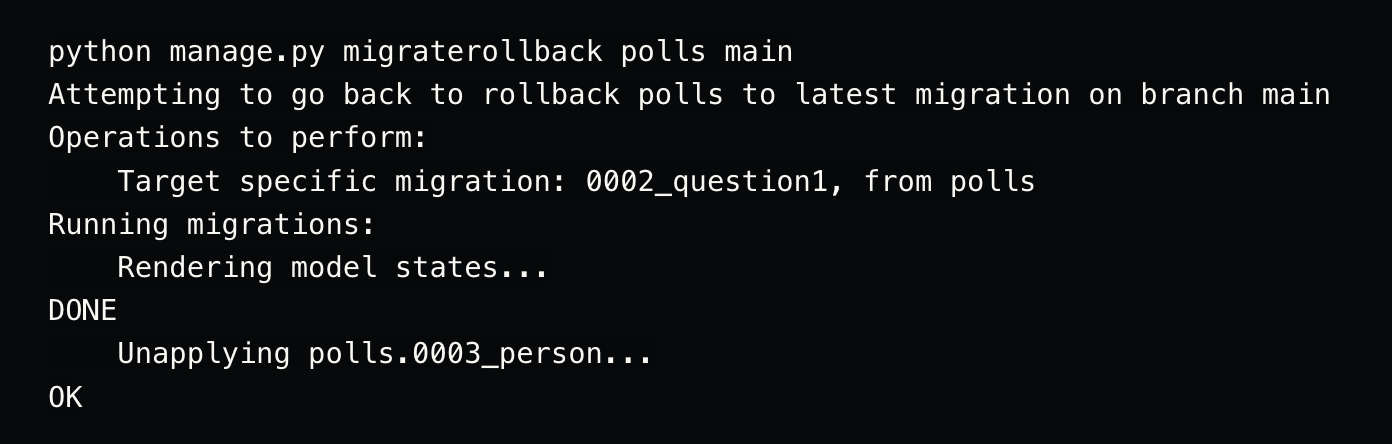 python manage.py migraterollback polls main
Attempting to go back to rollback polls to latest migration on branch main
Operations to perform:
    Target specific migration: 0002_question1, from polls
Running migrations:
    Rendering model states...
DONE
    Unapplying polls.0003_person...
OK